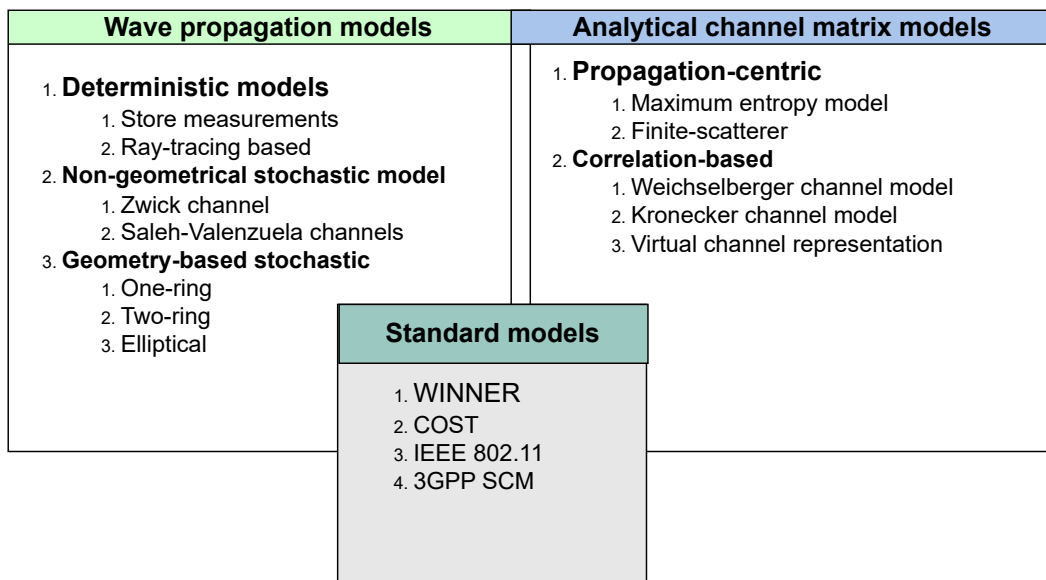 Wave propagation models
1. Deterministic models
1. Store measurements
2. Ray-tracing based
2. Non-geometrical stochastic model
1. Zwick channel
2. Saleh-Valenzuela channels
3. Geometry-based stochastic
1. One-ring
2. Two-ring
3. Elliptical
Analytical channel matrix models
1. Propagation-centric
1. Maximum entropy model
2. Finite-scatterer
2. Correlation-based
1. Weichselberger channel model
2. Kronecker channel model
3. Virtual channel representation
Standard models
1. WINNER
2. COST
3. IEEE 802.11
4. 3GPP SCM